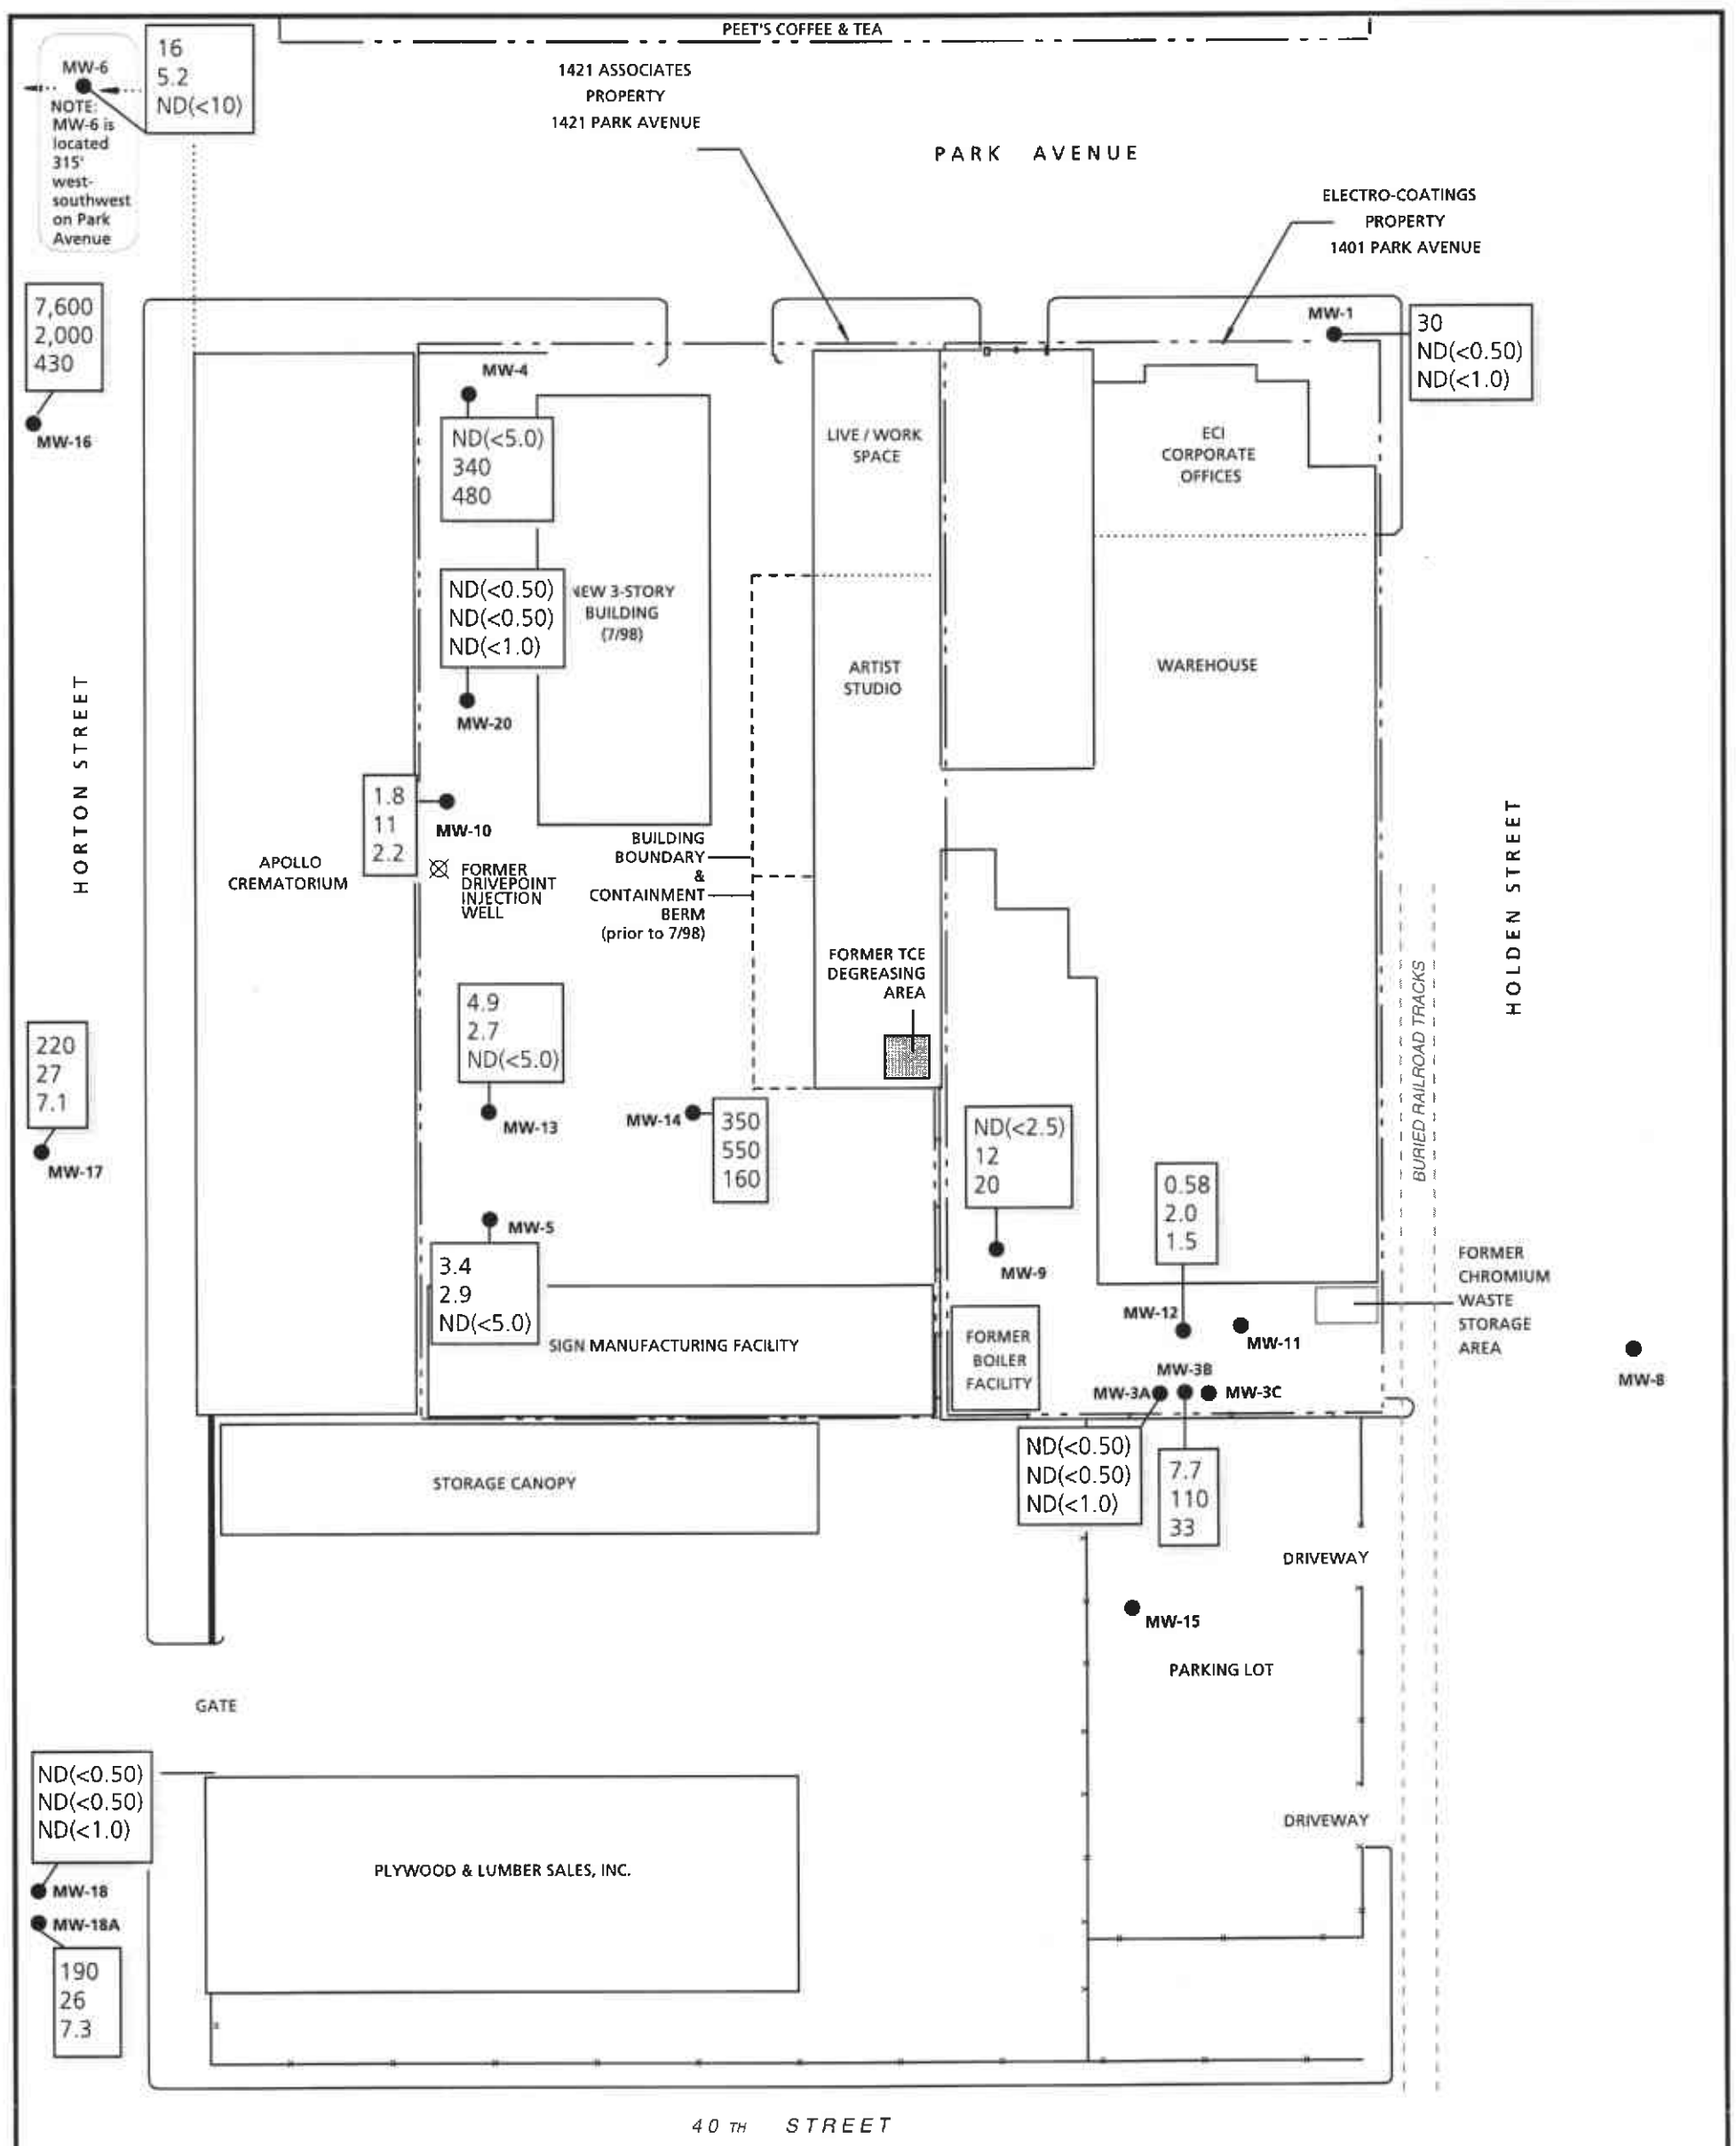 PEET'S COFFEE & TEA
MW-6
NOTE:
MW-6 is
located
315'
west-
southwest
on Park
Avenue
16
5.2
ND(<10)
1421 ASSOCIATES
PROPERTY
1421 PARK AVENUE
PARK AVENUE
ELECTRO-COATINGS
PROPERTY
1401 PARK AVENUE
7,600
2,000
430
MW-16
MW-4
ND(<5.0)
340
480
MW-1
30
ND(<0.50)
ND(<1.0)
LIVE / WORK
SPACE
ECI
CORPORATE
OFFICES
ND(<0.50)
ND(<0.50)
ND(<1.0)
MW-20
NEW 3-STORY
BUILDING
(7/98)
ARTIST
STUDIO
WAREHOUSE
HORTON STREET
HOLDEN STREET
1.8
11
2.2
MW-10
APOLLO
CREMATORIUM
FORMER
DRIVEPOINT
INJECTION
WELL
BUILDING
BOUNDARY
&
CONTAINMENT
BERM
(prior to 7/98)
FORMER TCE
DEGREASING
AREA
BURIED RAILROAD TRACKS
220
27
7.1
MW-17
4.9
2.7
ND(<5.0)
MW-13
MW-14
350
550
160
ND(<2.5)
12
20
MW-9
0.58
2.0
1.5
MW-12
MW-11
MW-5
3.4
2.9
ND(<5.0)
SIGN MANUFACTURING FACILITY
FORMER
BOILER
FACILITY
FORMER
CHROMIUM
WASTE
STORAGE
AREA
MW-8
MW-3B
MW-3A
MW-3C
ND(<0.50)
ND(<0.50)
ND(<1.0)
7.7
110
33
STORAGE CANOPY
DRIVEWAY
MW-15
PARKING LOT
GATE
ND(<0.50)
ND(<0.50)
ND(<1.0)
MW-18
MW-18A
190
26
7.3
PLYWOOD & LUMBER SALES, INC.
DRIVEWAY
40 TH STREET